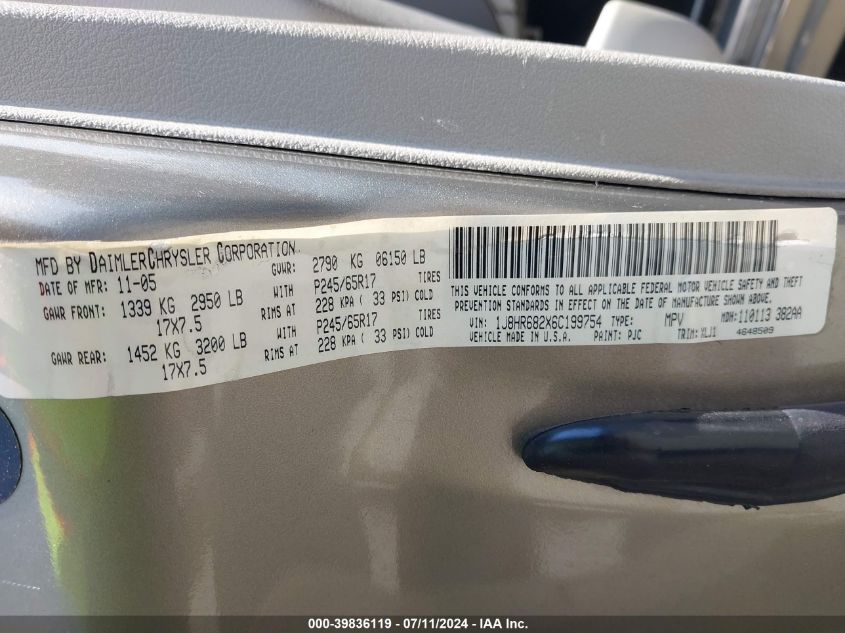 MFD BY DAIMLERCHRYSLER CORPORATION
DATE OF MFR: 11-05 GVWR: 2790 KG 06150 LB
GAWR FRONT: 1339 KG 2950 LB WITH P245/65R17 TIRES
17X7.5 RIMS AT 228 KPA ( 33 PSI) COLD
GAWR REAR: 1452 KG 3200 LB WITH P245/65R17 TIRES
17X7.5 RIMS AT 228 KPA ( 33 PSI) COLD
THIS VEHICLE CONFORMS TO ALL APPLICABLE FEDERAL MOTOR VEHICLE SAFETY AND THEFT
PREVENTION STANDARDS IN EFFECT ON THE DATE OF MANUFACTURE SHOWN ABOVE.
VIN: 1J8HR682X6C199754 TYPE: MPV MDH: 110113 382AA
VEHICLE MADE IN U.S.A. PAINT: PJC TRIM: XLJ1 4648509
000-39836119 / 07/11/2024 - IAA Inc.